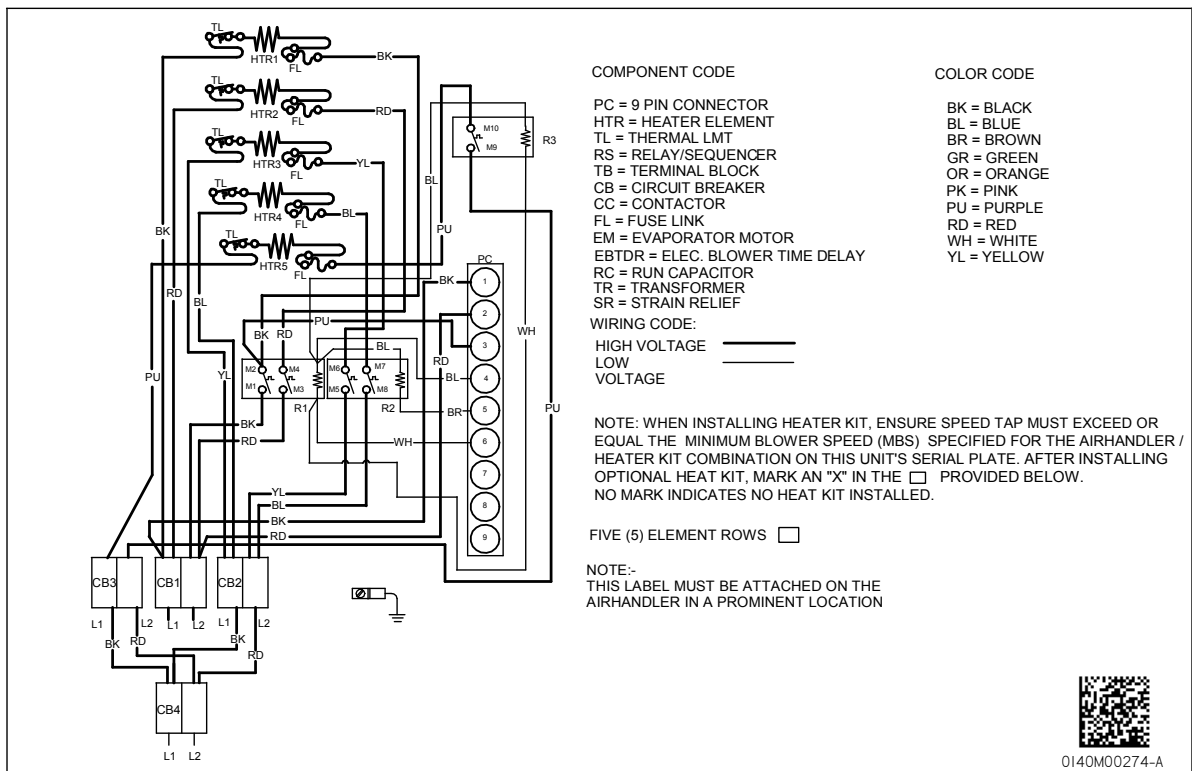 TL
HTR1
FL
BK
TL
HTR2
FL
RD
TL
HTR3
FL
YL
TL
HTR4
FL
BL
TL
HTR5
FL
M10
M9
R3
BL
PU
BK
RD
BL
PU
YL
BK
RD
PU
BL
RD
WH
PU
M2
M4
M1
M3
R1
M6
M7
M5
M8
R2
BL
BR
WH
BK
RD
YL
BL
BK
RD
PC
BK
1
2
3
4
5
6
7
8
9
CB3
CB1
CB2
L1
L2
L1
L2
L1
L2
BK
RD
BK
RD
CB4
L1
L2
COMPONENT CODE
PC = 9 PIN CONNECTOR
HTR = HEATER ELEMENT
TL = THERMAL LMT
RS = RELAY/SEQUENCER
TB = TERMINAL BLOCK
CB = CIRCUIT BREAKER
CC = CONTACTOR
FL = FUSE LINK
EM = EVAPORATOR MOTOR
EBTDR = ELEC. BLOWER TIME DELAY
RC = RUN CAPACITOR
TR = TRANSFORMER
SR = STRAIN RELIEF
WIRING CODE:
HIGH VOLTAGE
LOW
VOLTAGE
COLOR CODE
BK = BLACK
BL = BLUE
BR = BROWN
GR = GREEN
OR = ORANGE
PK = PINK
PU = PURPLE
RD = RED
WH = WHITE
YL = YELLOW
NOTE: WHEN INSTALLING HEATER KIT, ENSURE SPEED TAP MUST EXCEED OR
EQUAL THE MINIMUM BLOWER SPEED (MBS) SPECIFIED FOR THE AIRHANDLER /
HEATER KIT COMBINATION ON THIS UNIT'S SERIAL PLATE. AFTER INSTALLING
OPTIONAL HEAT KIT, MARK AN "X" IN THE □ PROVIDED BELOW.
NO MARK INDICATES NO HEAT KIT INSTALLED.
FIVE (5) ELEMENT ROWS □
NOTE:-
THIS LABEL MUST BE ATTACHED ON THE
AIRHANDLER IN A PROMINENT LOCATION
0140M00274-A